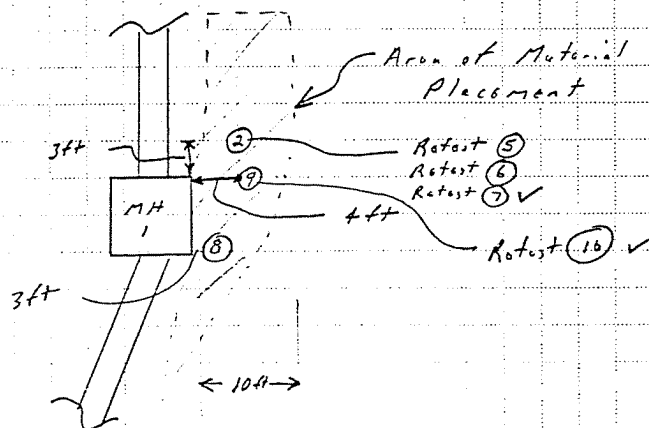 Area of Material
Placement
3ft
2
Retest 5
Retest 6
Retest 7 ✓
9
4ft
MH
1
8
Retest 10 ✓
3ft
10ft